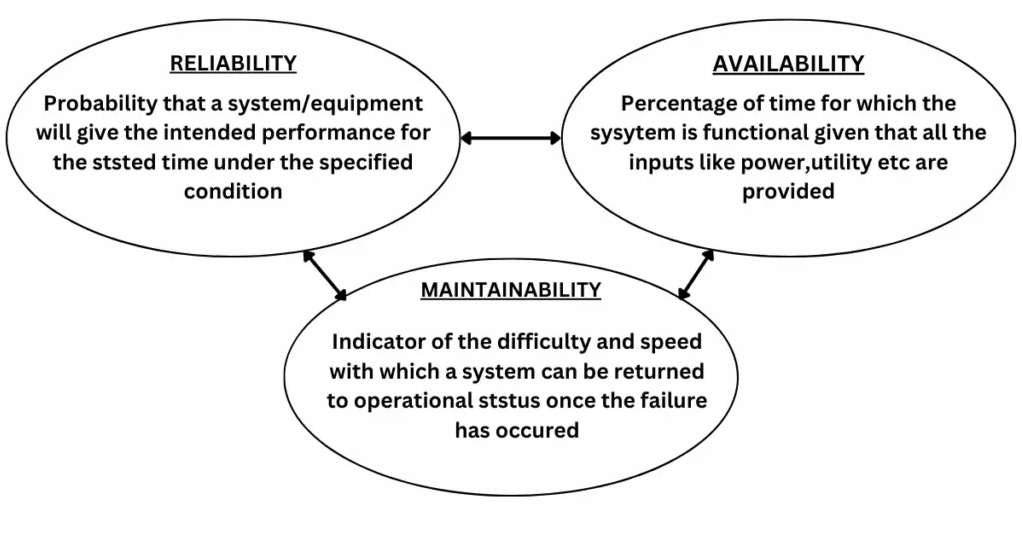 RELIABILITY
Probability that a system/equipment
will give the intended performance for
the ststed time under the specified
condition
AVAILABILITY
Percentage of time for which the
sysytem is functional given that all the
inputs like power,utility etc are
provided
MAINTAINABILITY
Indicator of the difficulty and speed
with which a system can be returned
to operational ststus once the failure
has occured